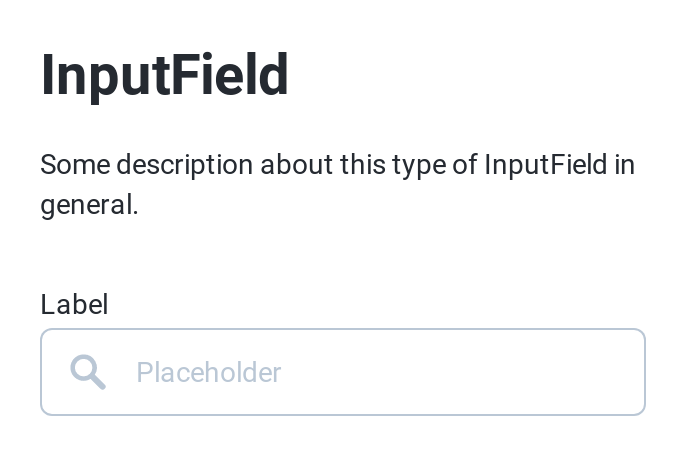 InputField
Some description about this type of InputField in
general.
Label
Placeholder